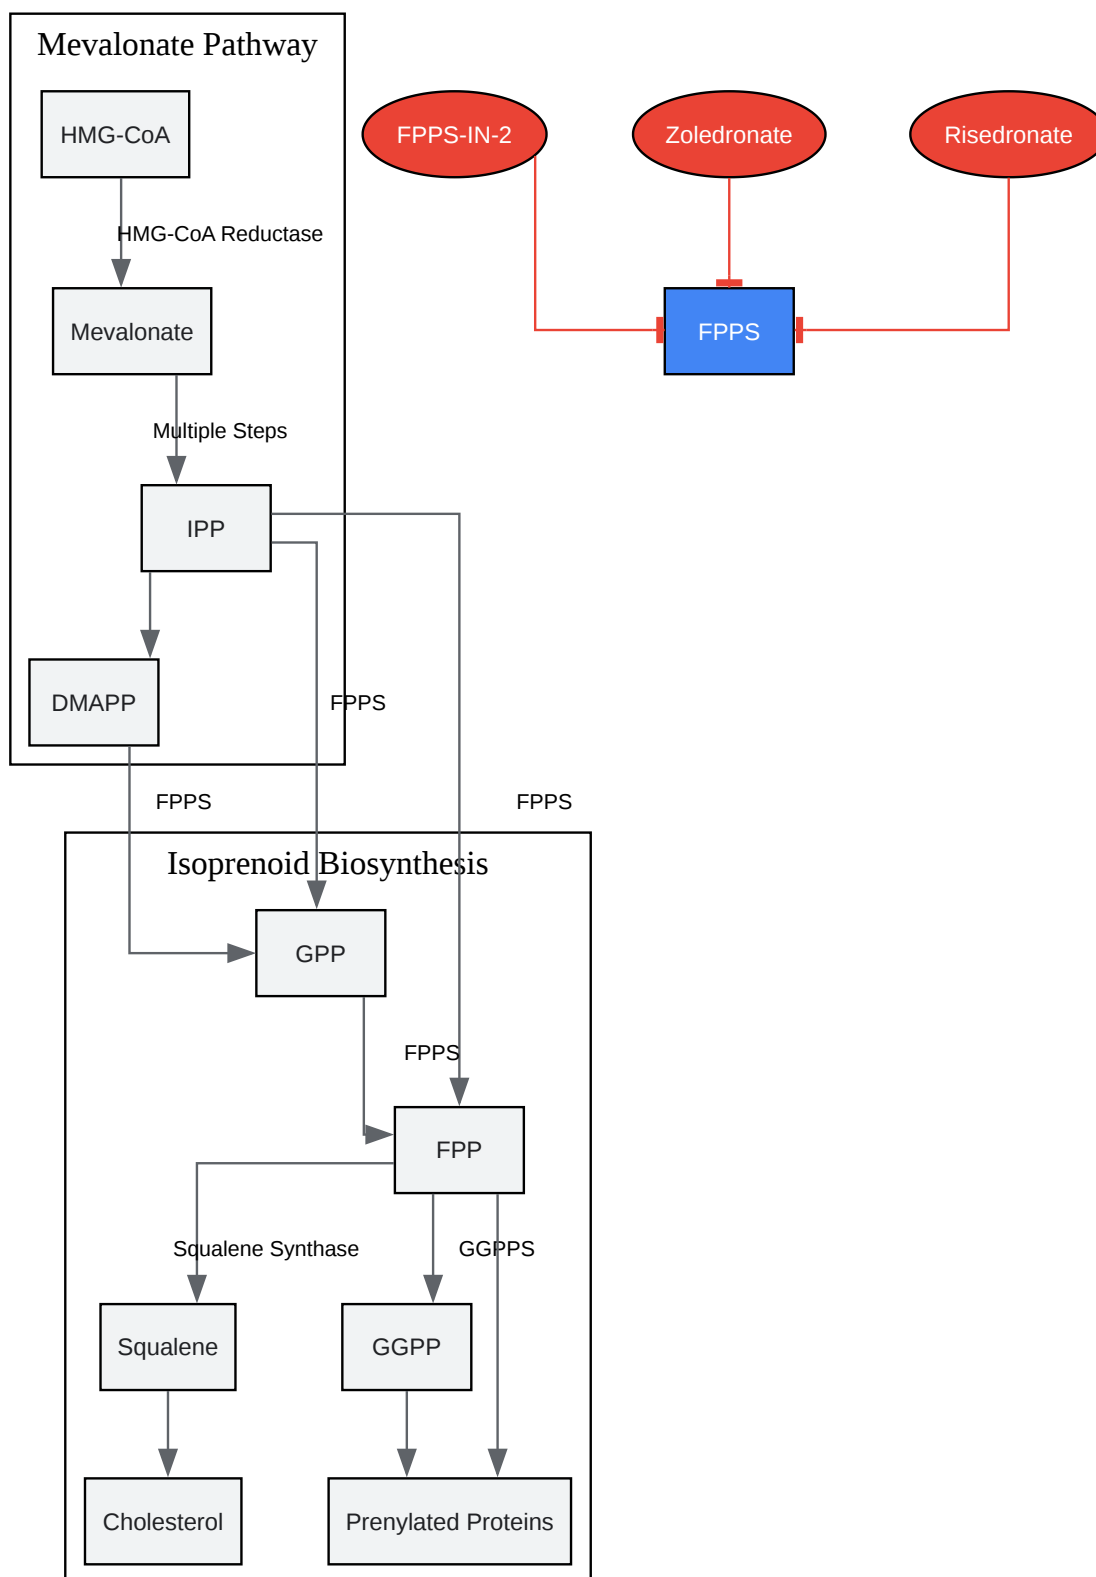 Mevalonate Pathway
HMG-CoA
FPPS-IN-2
Zoledronate
Risedronate
HMG-CoA Reductase
Mevalonate
FPPS
Multiple Steps
IPP
DMAPP
FPPS
FPPS
FPPS
Isoprenoid Biosynthesis
GPP
FPPS
FPP
Squalene Synthase
GGPPS
Squalene
GGPP
Cholesterol
Prenylated Proteins